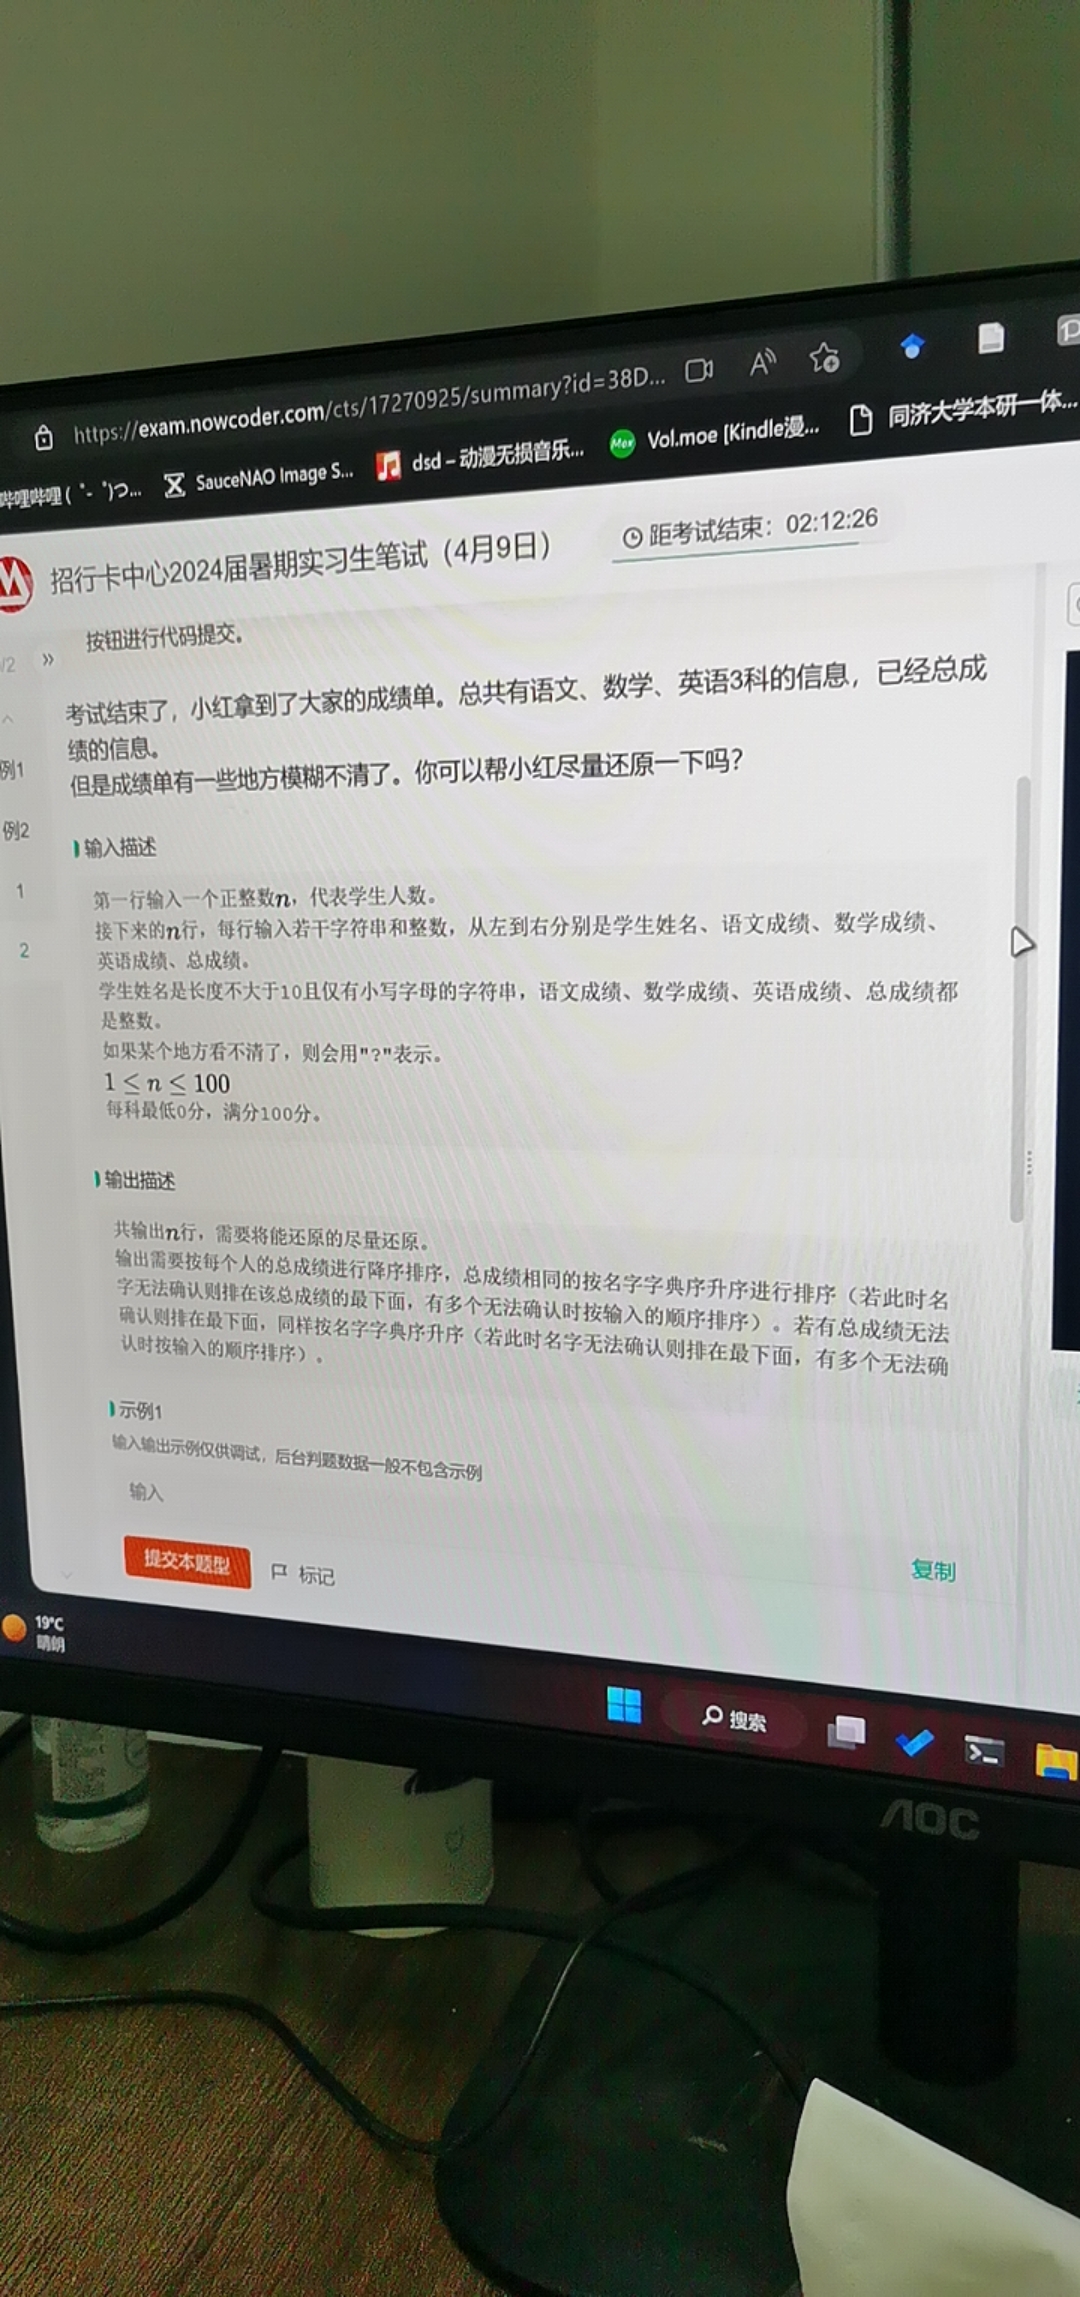 https://exam.nowcoder.com/cts/17270925/summary?id=38D...
哔哩哔哩 ( ゜- ゜)つ...
SauceNAO Image S...
dsd – 动漫无损音乐...
Vol.moe [Kindle漫...
同济大学本研一体...
招行卡中心2024届暑期实习生笔试（4月9日）
距考试结束：02:12:26
/2
»
按钮进行代码提交。
考试结束了，小红拿到了大家的成绩单。总共有语文、数学、英语3科的信息，已经总成
绩的信息。
但是成绩单有一些地方模糊不清了。你可以帮小红尽量还原一下吗？
例1
例2
1
2
输入描述
第一行输入一个正整数n，代表学生人数。
接下来的n行，每行输入若干字符串和整数，从左到右分别是学生姓名、语文成绩、数学成绩、
英语成绩、总成绩。
学生姓名是长度不大于10且仅有小写字母的字符串，语文成绩、数学成绩、英语成绩、总成绩都
是整数。
如果某个地方看不清了，则会用"?"表示。
1 ≤ n ≤ 100
每科最低0分，满分100分。
输出描述
共输出n行，需要将能还原的尽量还原。
输出需要按每个人的总成绩进行降序排序，总成绩相同的按名字字典序升序进行排序（若此时名
字无法确认则排在该总成绩的最下面，有多个无法确认时按输入的顺序排序）。若有总成绩无法
确认则排在最下面，同样按名字字典序升序（若此时名字无法确认则排在最下面，有多个无法确
认时按输入的顺序排序）。
示例1
输入输出示例仅供调试，后台判题数据一般不包含示例
输入
复制
提交本题型
标记
19°C
晴朗
搜索
AOC